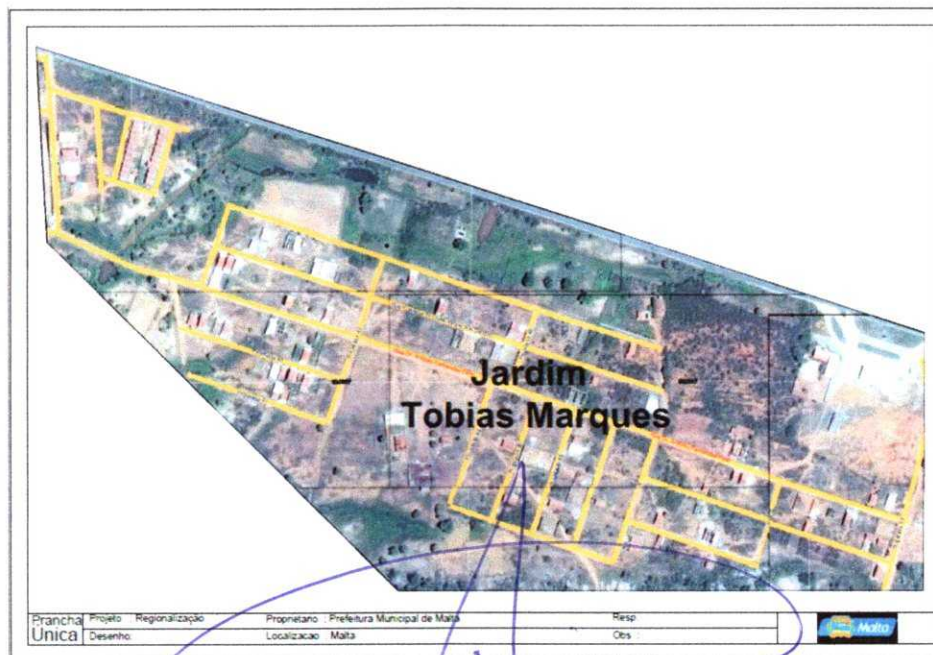 Jardim
Tobias Marques
Prancha Única
Projeto : Regionalização
Proprietario : Prefeitura Municipal de Malta
Resp
Desenho:
Localizacao : Malta
Obs :
Malta